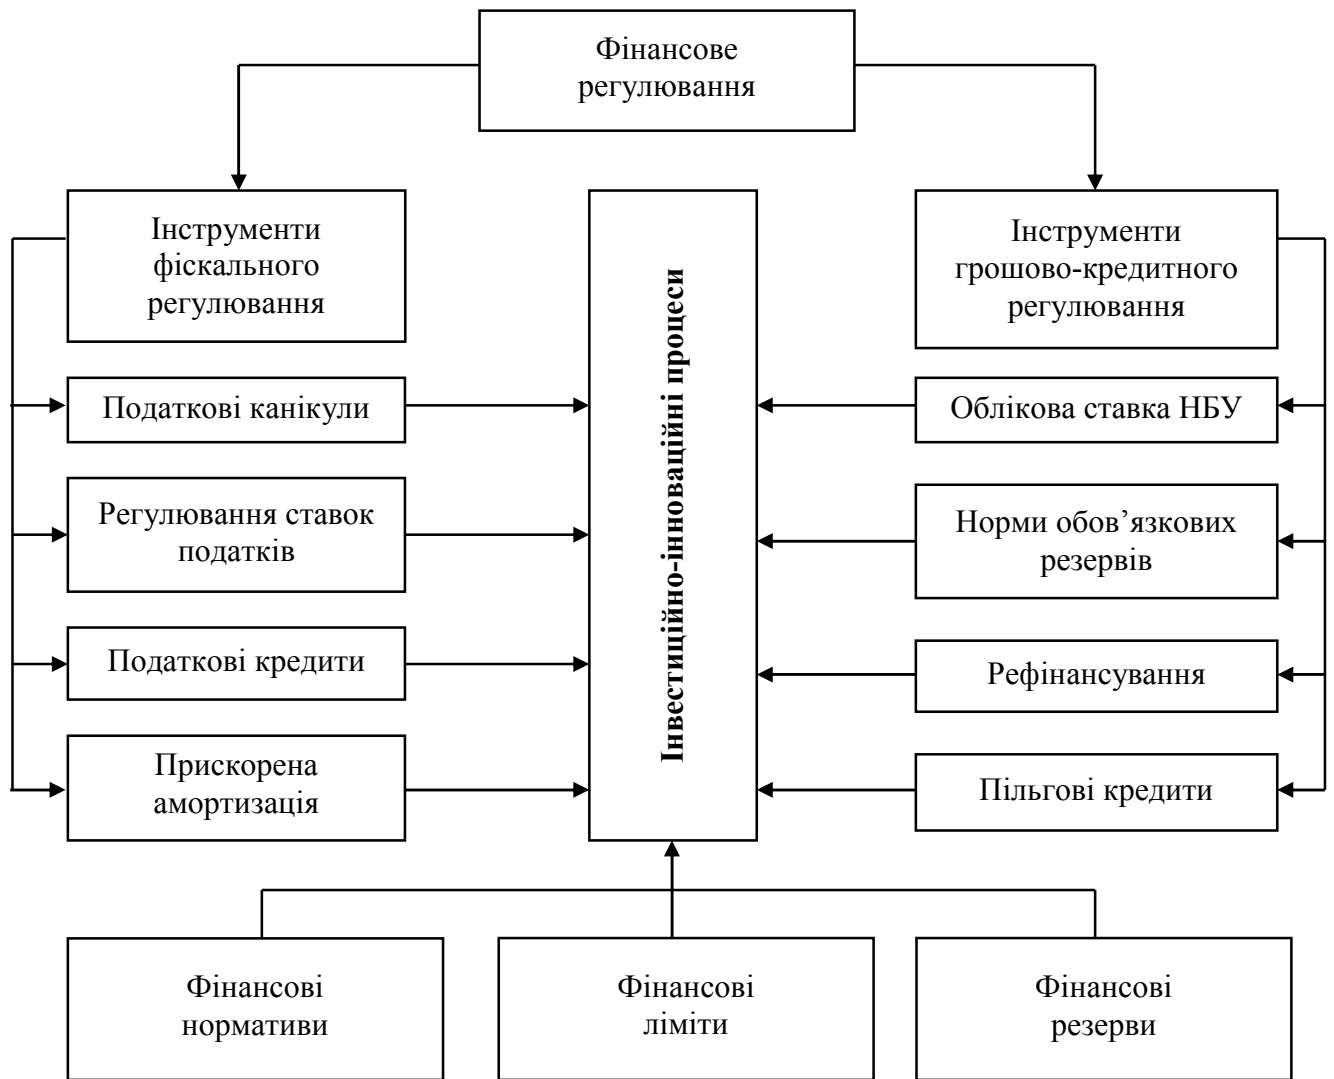 Фінансове
регулювання
Інструменти
фіскального
регулювання
Інструменти
грошово-кредитного
регулювання
Інвестиційно-інноваційні процеси
Податкові канікули
Облікова ставка НБУ
Регулювання ставок
податків
Норми обов’язкових
резервів
Податкові кредити
Рефінансування
Прискорена
амортизація
Пільгові кредити
Фінансові
нормативи
Фінансові
ліміти
Фінансові
резерви